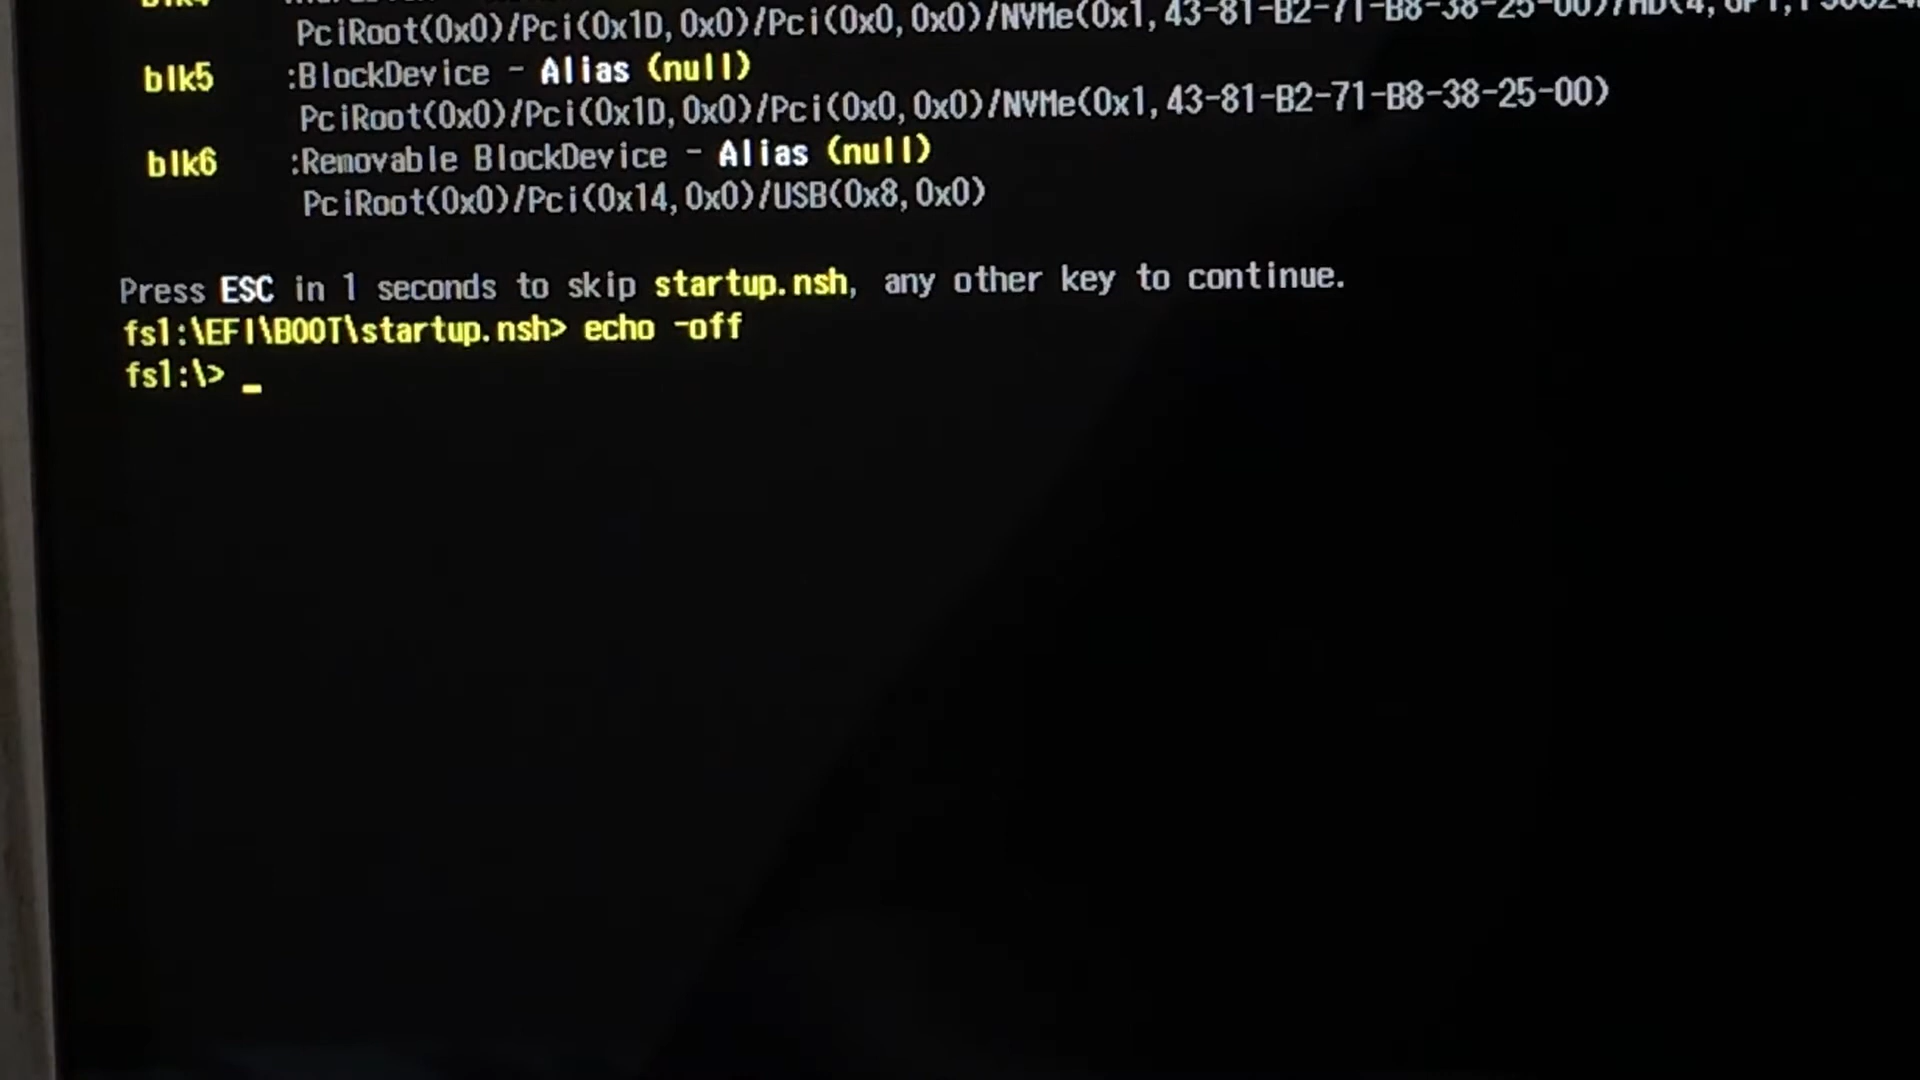 PciRoot(0x0)/Pci(0x1D,0x0)/Pci(0x0,0x0)/NVMe(0x1,43-81-B2-71-B8-38-25-00)/HD(4,GPT,
blk5 :BlockDevice - Alias (null)
PciRoot(0x0)/Pci(0x1D,0x0)/Pci(0x0,0x0)/NVMe(0x1,43-81-B2-71-B8-38-25-00)
blk6 :Removable BlockDevice - Alias (null)
PciRoot(0x0)/Pci(0x14,0x0)/USB(0x8,0x0)
Press ESC in 1 seconds to skip startup.nsh, any other key to continue.
fs1:\EFI\BOOT\startup.nsh> echo -off
fs1:\> _